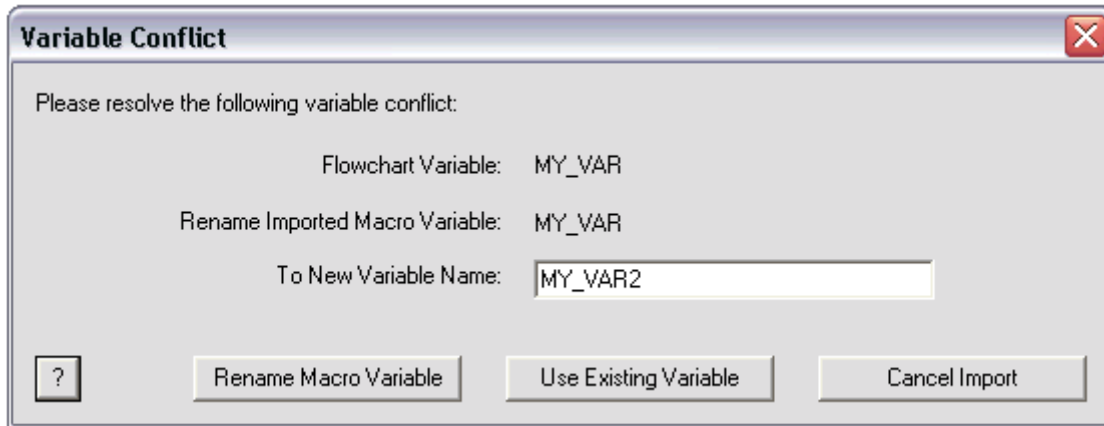 Variable Conflict
Please resolve the following variable conflict:
Flowchart Variable: MY_VAR
Rename Imported Macro Variable: MY_VAR
To New Variable Name: MY_VAR2
? Rename Macro Variable Use Existing Variable Cancel Import